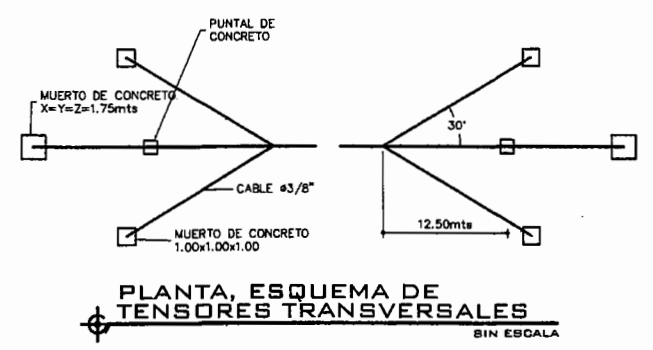 PUNTAL DE
CONCRETO
MUERTO DE CONCRETO
X=Y=Z=1.75mts
30°
CABLE ø3/8"
12.50mts
MUERTO DE CONCRETO
1.00x1.00x1.00
PLANTA, ESQUEMA DE
TENSORES TRANSVERSALES
SIN ESCALA